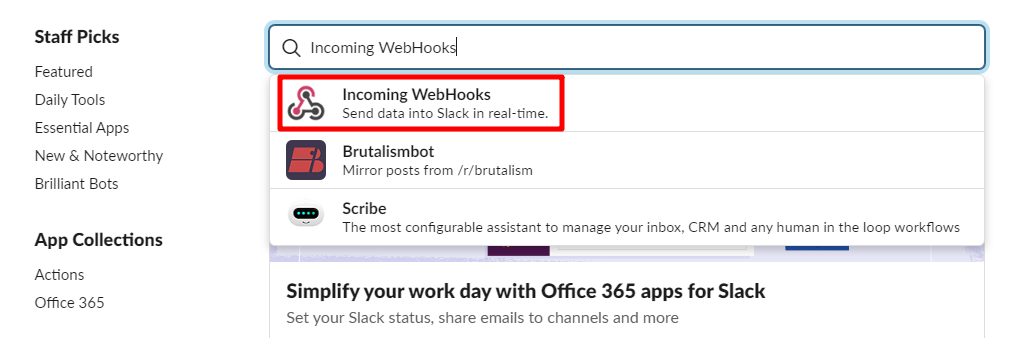 Staff Picks
Featured
Daily Tools
Essential Apps
New & Noteworthy
Brilliant Bots
App Collections
Actions
Office 365
Incoming WebHooks
Incoming WebHooks
Send data into Slack in real-time.
Brutalismbot
Mirror posts from /r/brutalism
Scribe
The most configurable assistant to manage your inbox, CRM and any human in the loop workflows
Simplify your work day with Office 365 apps for Slack
Set your Slack status, share emails to channels and more